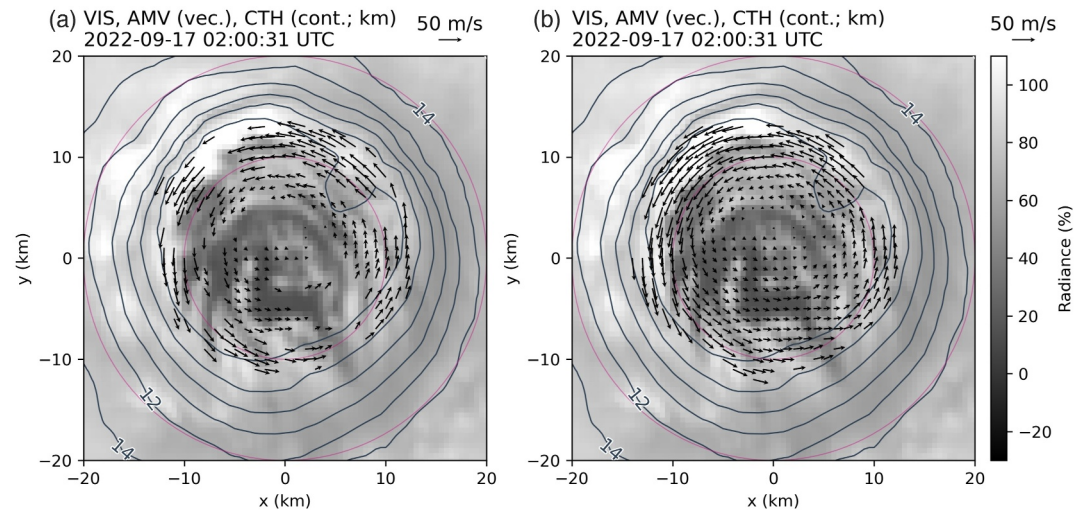 (a) VIS, AMV (vec.), CTH (cont.; km)
2022-09-17 02:00:31 UTC
50 m/s
20
10
0
−10
−20
y (km)
−20 −10 0 10 20
x (km)
14
12
14
(b) VIS, AMV (vec.), CTH (cont.; km)
2022-09-17 02:00:31 UTC
50 m/s
20
10
0
−10
−20
y (km)
−20 −10 0 10 20
x (km)
14
12
14
100
80
60
40
20
0
−20
Radiance (%)